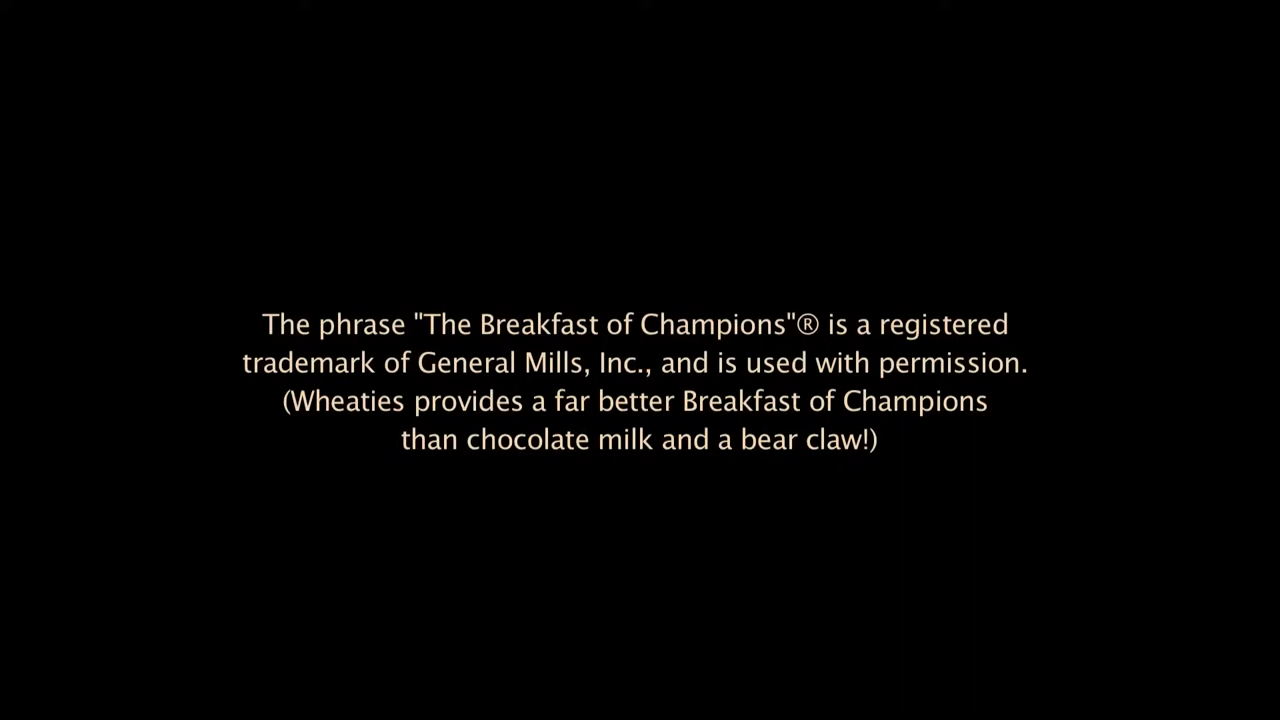 The phrase "The Breakfast of Champions"® is a registered
trademark of General Mills, Inc., and is used with permission.
(Wheaties provides a far better Breakfast of Champions
than chocolate milk and a bear claw!)